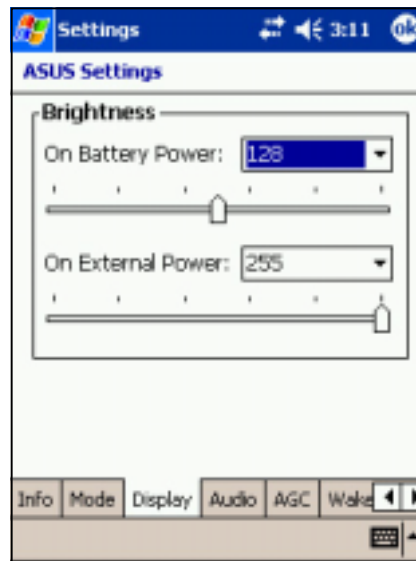 Settings 3:11 ok
ASUS Settings
Brightness
On Battery Power: 128
On External Power: 255
Info Mode Display Audio AGC Wake